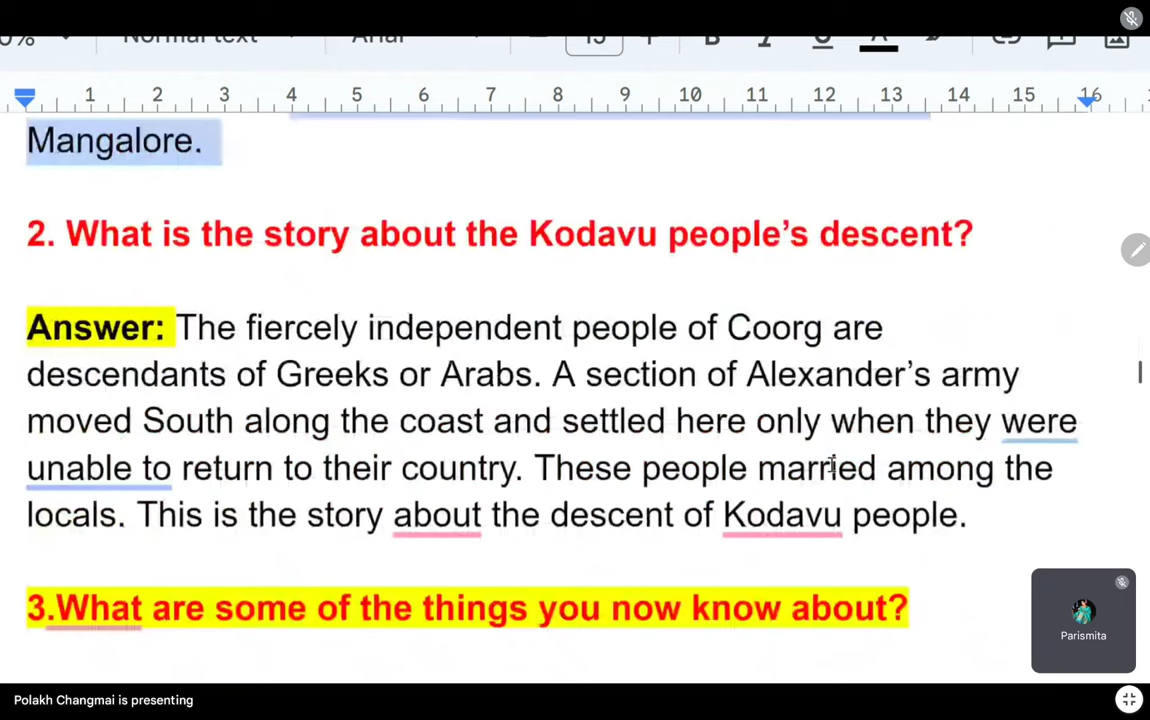 Normal text Arial 15 B I U A
1 2 3 4 5 6 7 8 9 10 11 12 13 14 15 16
Mangalore.
2. What is the story about the Kodavu people’s descent?
Answer: The fiercely independent people of Coorg are
descendants of Greeks or Arabs. A section of Alexander’s army
moved South along the coast and settled here only when they were
unable to return to their country. These people married among the
locals. This is the story about the descent of Kodavu people.
3.What are some of the things you now know about?
Parismita
Polakh Changmai is presenting